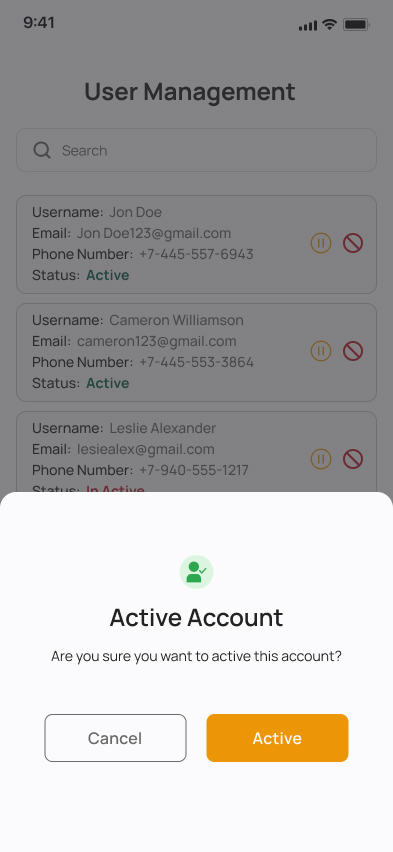 9:41
User Management
Search
Username: Jon Doe
Email: Jon Doe123@gmail.com
Phone Number: +7-445-557-6943
Status: Active
Username: Cameron Williamson
Email: cameron123@gmail.com
Phone Number: +7-445-553-3864
Status: Active
Username: Leslie Alexander
Email: lesiealex@gmail.com
Phone Number: +7-940-555-1217
Status: In Active
Active Account
Are you sure you want to active this account?
Cancel
Active